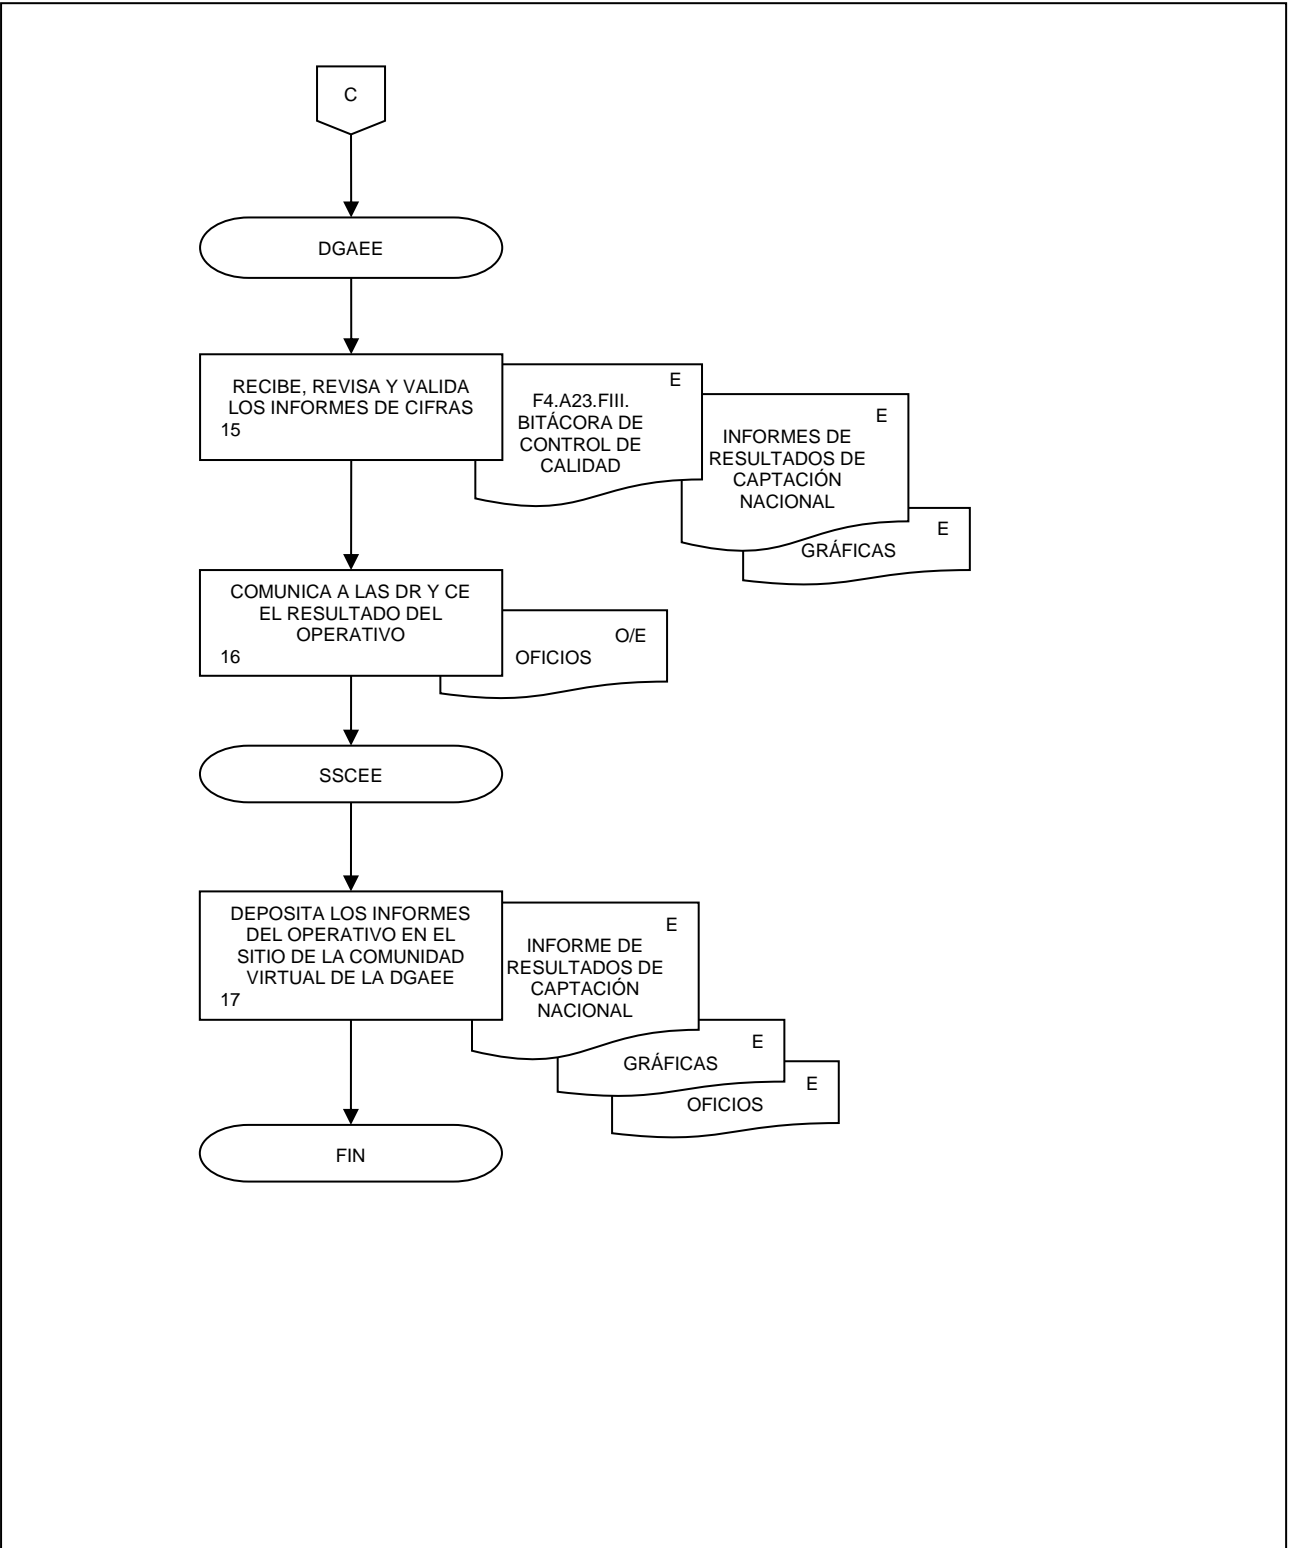 C
DGAEE
RECIBE, REVISA Y VALIDA
LOS INFORMES DE CIFRAS
15
E
F4.A23.FIII.
BITÁCORA DE
CONTROL DE
CALIDAD
E
INFORMES DE
RESULTADOS DE
CAPTACIÓN
NACIONAL
E
GRÁFICAS
COMUNICA A LAS DR Y CE
EL RESULTADO DEL
OPERATIVO
16
O/E
OFICIOS
SSCEE
DEPOSITA LOS INFORMES
DEL OPERATIVO EN EL
SITIO DE LA COMUNIDAD
VIRTUAL DE LA DGAEE
17
E
INFORME DE
RESULTADOS DE
CAPTACIÓN
NACIONAL
E
GRÁFICAS
E
OFICIOS
FIN